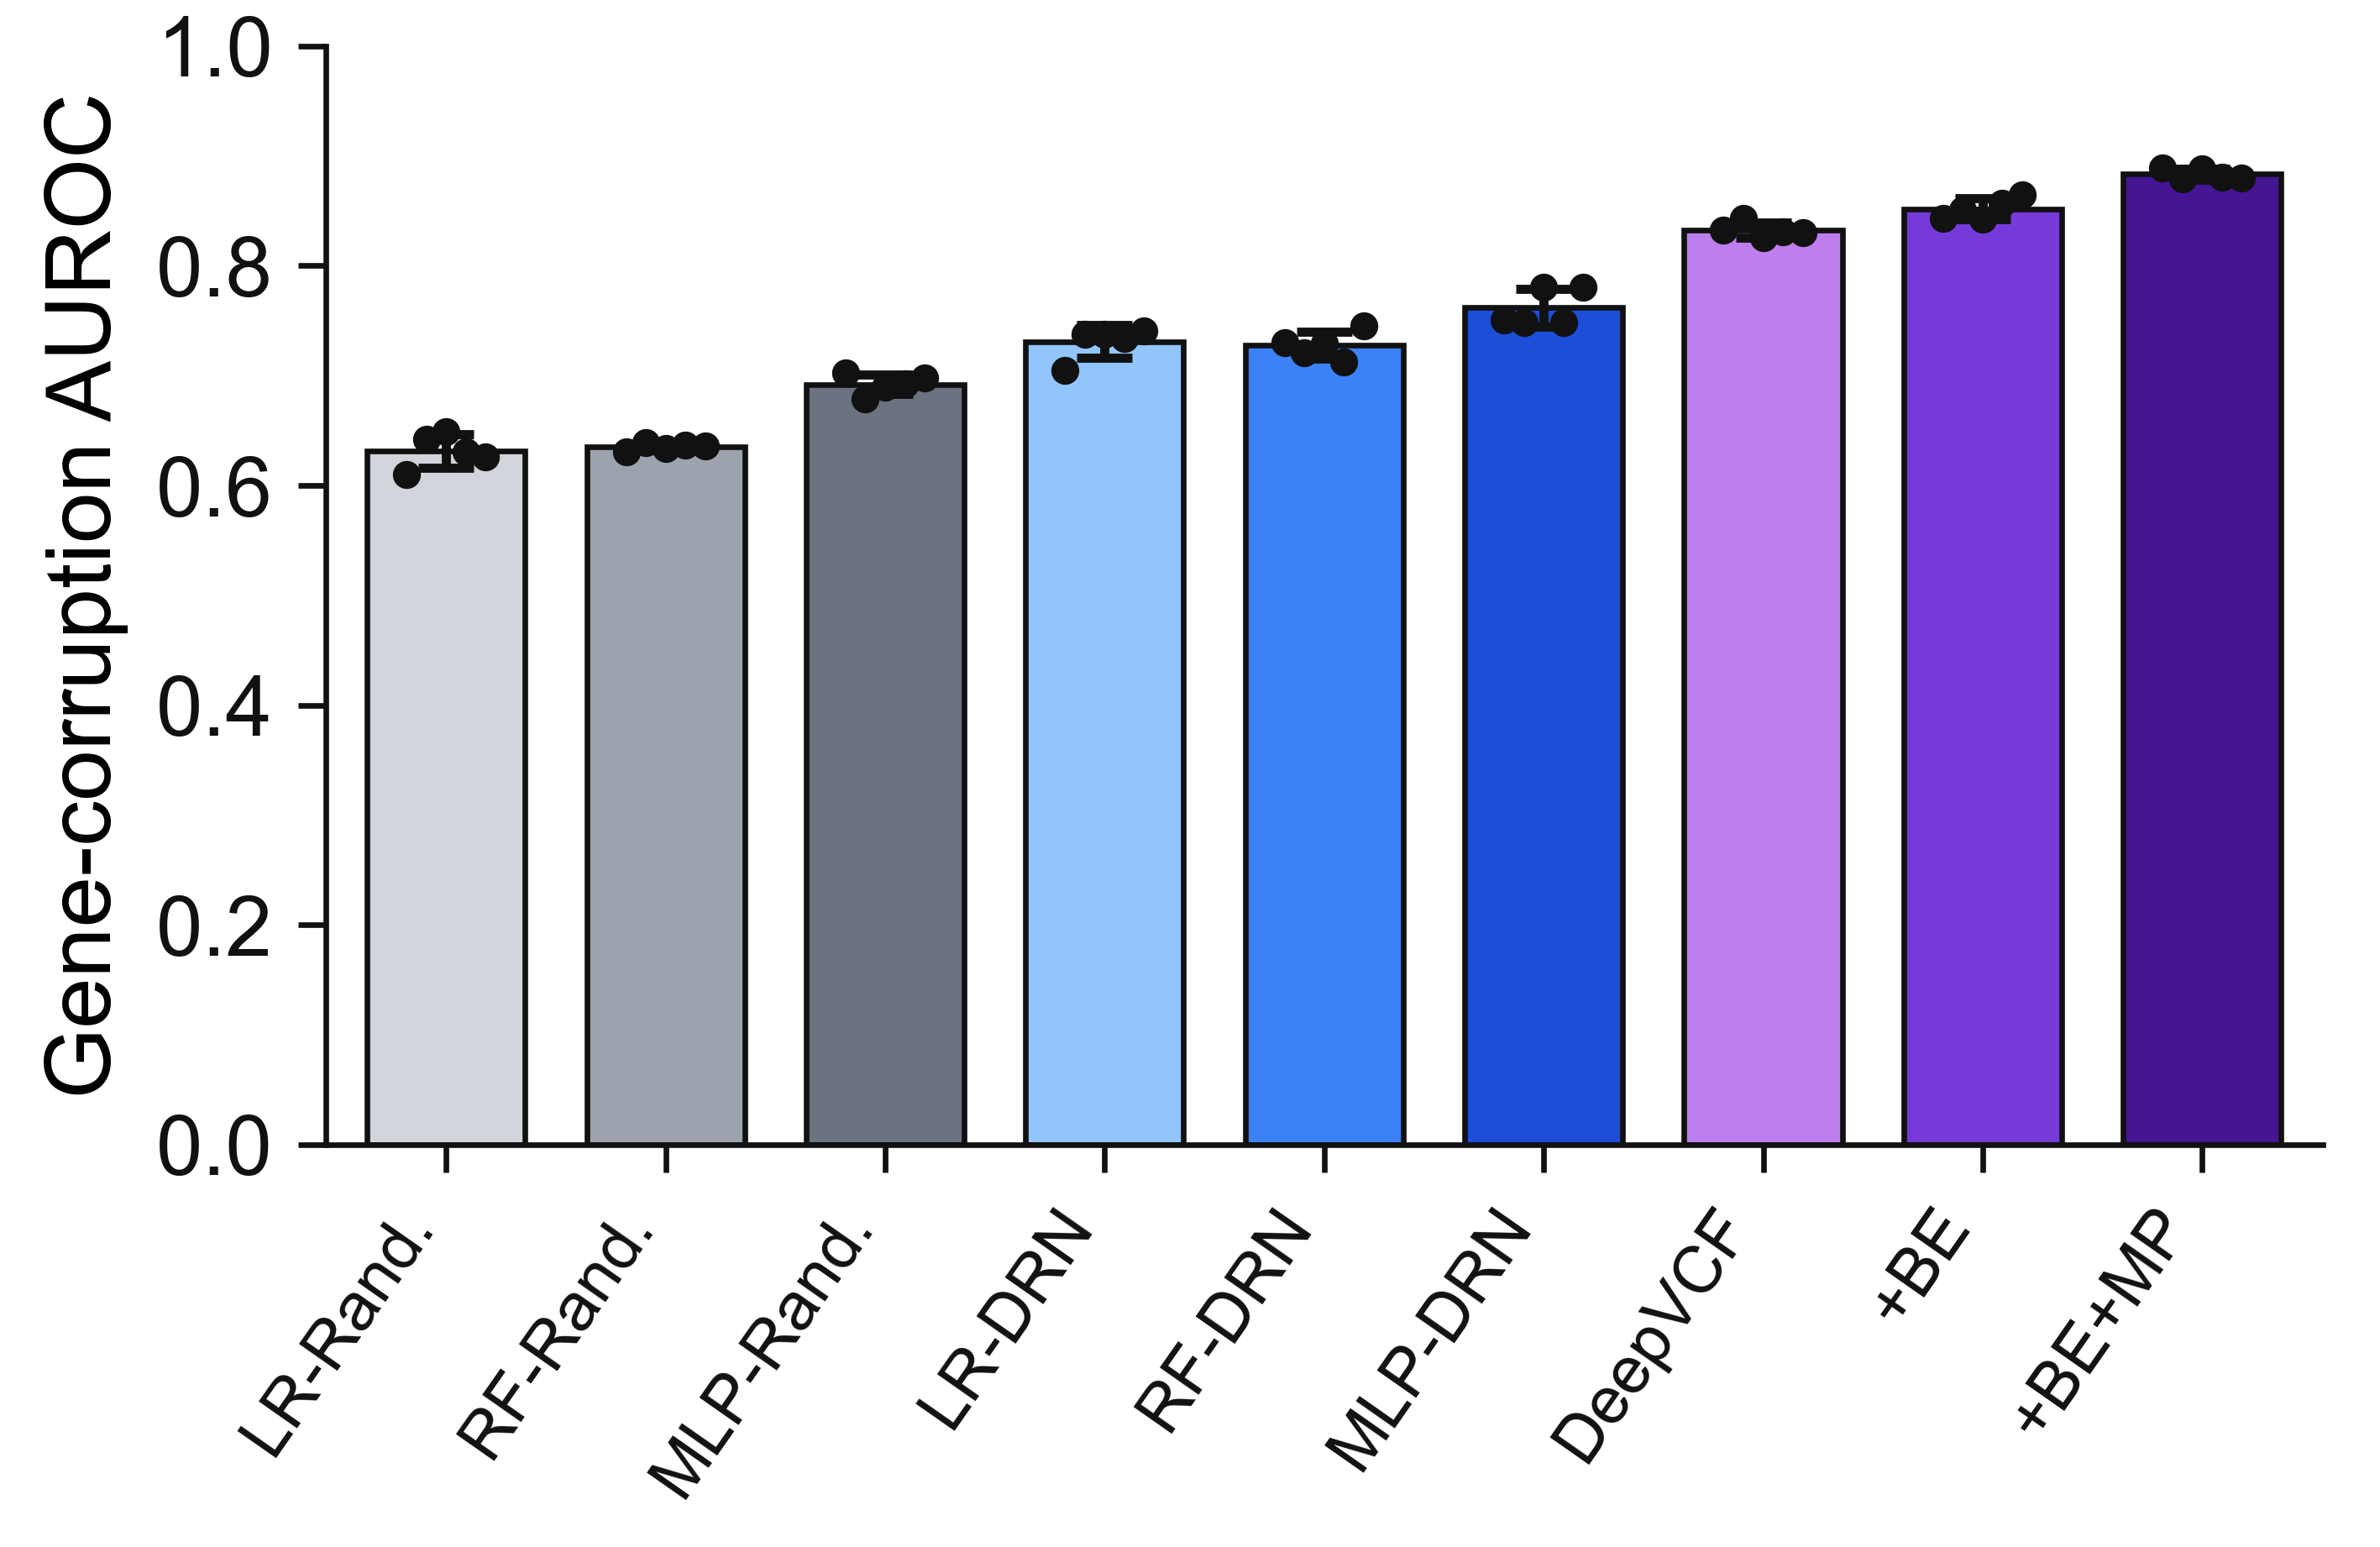 Gene-corruption AUROC
1.0
0.8
0.6
0.4
0.2
0.0
LR-Rand.
RF-Rand.
MLP-Rand.
LR-DRN
RF-DRN
MLP-DRN
DeepVCF
+BE
+BE+MP